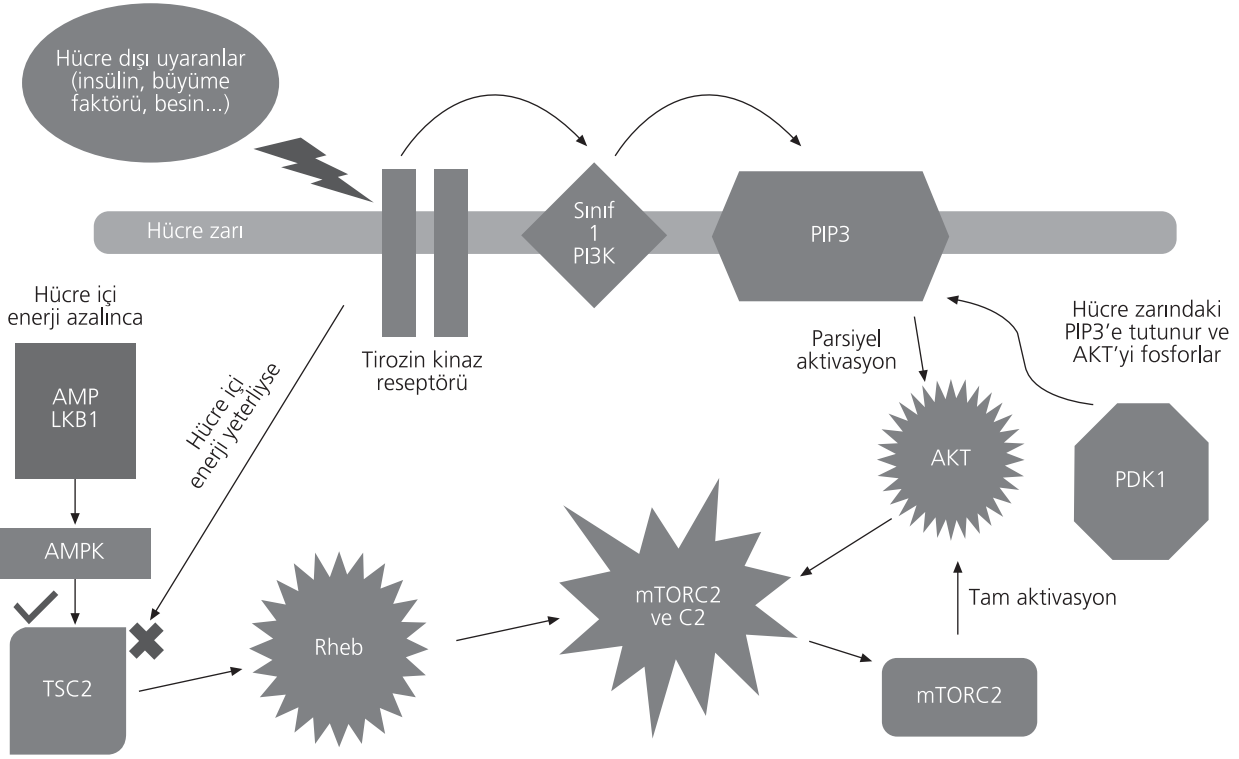 Hücre dışı uyaranlar
(insülin, büyüme
faktörü, besin...)
Hücre zarı
Sınıf
1
PI3K
PIP3
Hücre içi
enerji azalınca
Tirozin kinaz
reseptörü
Parsiyel
aktivasyon
Hücre zarındaki
PIP3'e tutunur ve
AKT'yi fosforlar
AMP
LKB1
Hücre içi
enerji yeterliyse
AKT
PDK1
AMPK
mTORC2
ve C2
Tam aktivasyon
Rheb
TSC2
mTORC2